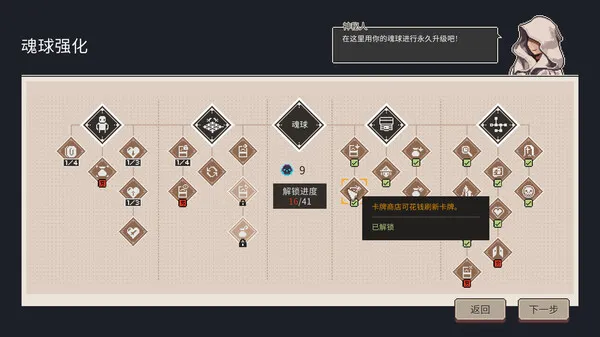 魂球强化
神秘人
在这里用你的魂球进行永久升级吧！
魂球
1/4
1/3
1/4
9
1/3
解锁进度
16/41
卡牌商店可花钱刷新卡牌。
已解锁
返回
下一步